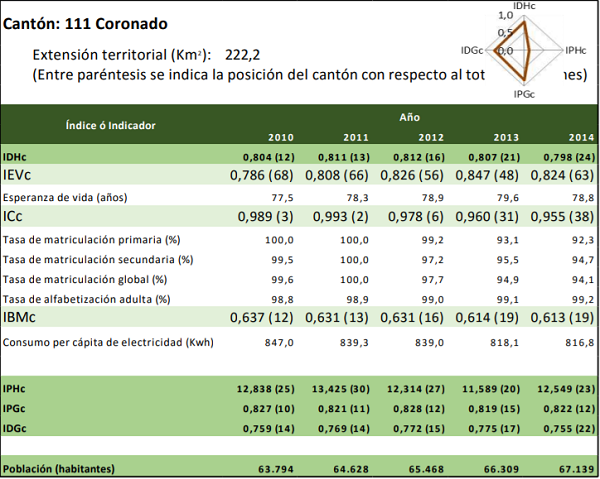 Cantón: 111 Coronado
IDHc
1,0
0,5
0,0
IDGc
IPHc
IPGc
Extensión territorial (Km²): 222,2
(Entre paréntesis se indica la posición del cantón con respecto al tot nes)
Índice ó Indicador Año
2010 2011 2012 2013 2014
IDHc 0,804 (12) 0,811 (13) 0,812 (16) 0,807 (21) 0,798 (24)
IEVc 0,786 (68) 0,808 (66) 0,826 (56) 0,847 (48) 0,824 (63)
Esperanza de vida (años) 77,5 78,3 78,9 79,6 78,8
ICc 0,989 (3) 0,993 (2) 0,978 (6) 0,960 (31) 0,955 (38)
Tasa de matriculación primaria (%) 100,0 100,0 99,2 93,1 92,3
Tasa de matriculación secundaria (%) 99,5 100,0 97,2 95,5 94,7
Tasa de matriculación global (%) 99,6 100,0 97,7 94,9 94,1
Tasa de alfabetización adulta (%) 98,8 98,9 99,0 99,1 99,2
IBMc 0,637 (12) 0,631 (13) 0,631 (16) 0,614 (19) 0,613 (19)
Consumo per cápita de electricidad (Kwh) 847,0 839,3 839,0 818,1 816,8
IPHc 12,838 (25) 13,425 (30) 12,314 (27) 11,589 (20) 12,549 (23)
IPGc 0,827 (10) 0,821 (11) 0,828 (12) 0,819 (15) 0,822 (12)
IDGc 0,759 (14) 0,769 (14) 0,772 (15) 0,775 (17) 0,755 (22)
Población (habitantes) 63.794 64.628 65.468 66.309 67.139